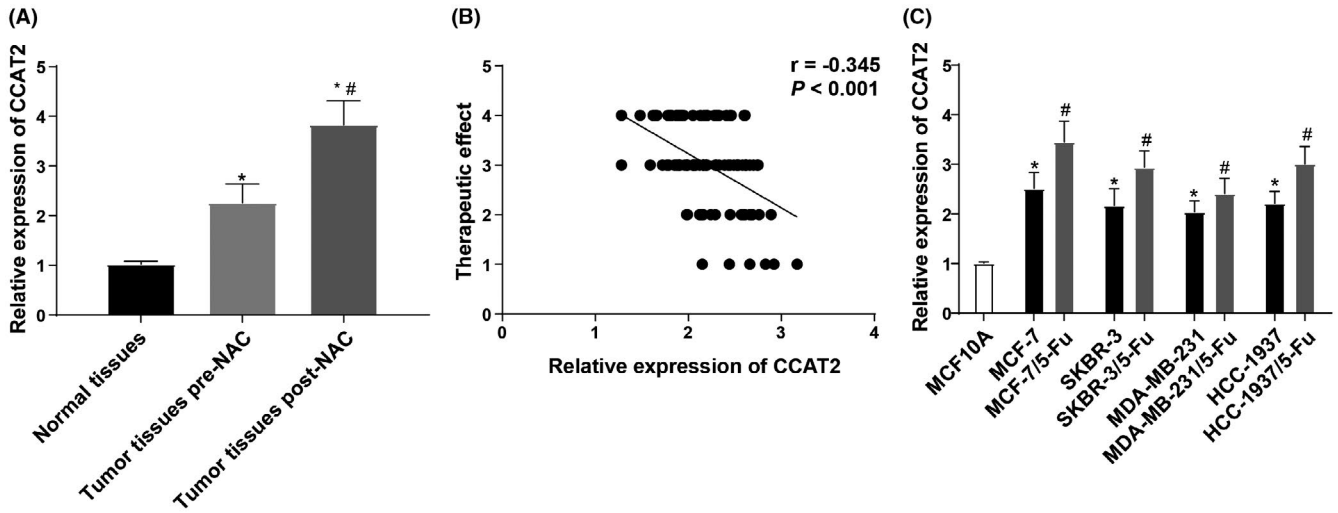 (A)
Relative expression of CCAT2
5
4
3
2
1
0
*
* #
Normal tissues
Tumor tissues pre-NAC
Tumor tissues post-NAC
(B)
Therapeutic effect
5
4
3
2
1
0
r = -0.345
P < 0.001
0 1 2 3 4
Relative expression of CCAT2
(C)
Relative expression of CCAT2
5
4
3
2
1
0
*
#
*
#
*
#
*
#
MCF10A
MCF-7
MCF-7/5-Fu
SKBR-3
SKBR-3/5-Fu
MDA-MB-231
MDA-MB-231/5-Fu
HCC-1937
HCC-1937/5-Fu